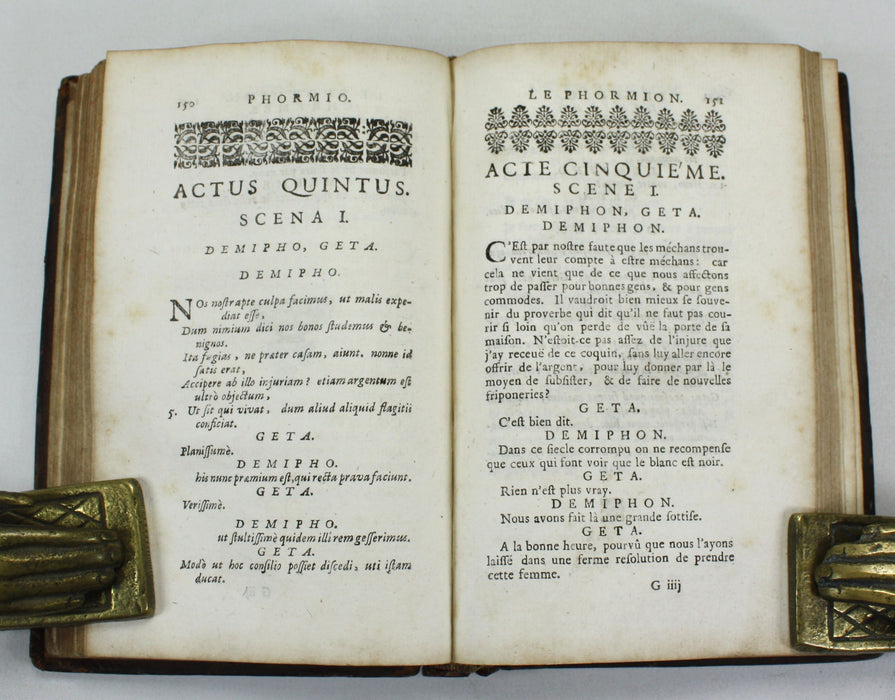 150
PHORMIO.
ACTUS QUINTUS.
SCENA I.
DEMIPHO, GETA.
DEMIPHO.
NOs nostrapte culpa facimus, ut malis expe-
diat esse,
Dum nimium dici nos bonos studemus & be-
nignos.
Ita fugias, ne præter casam, aiunt. nonne id
satis erat,
Accipere ab illo injuriam? etiam argentum est
ultrò objectum,
5. Ut sit qui vivat, dum aliud aliquid flagitii
conficiat.
GETA.
Planissumè.
DEMIPHO.
his nunc præmium est, qui recta prava faciunt.
GETA.
Verissimè.
DEMIPHO.
ut stultissimè quidem illi rem gesserimus.
GETA.
Modò ut hoc consilio possiet discedi, uti istam
ducat.
LE PHORMION. 151
ACTE CINQUIE'ME.
SCENE I.
DEMIPHON, GETA.
DEMIPHON.
C'Est par nostre faute que les méchans trou-
vent leur compte à estre méchans: car
cela ne vient que de ce que nous affectons
trop de passer pour bonnes gens, & pour gens
commodes. Il vaudroit bien mieux se souve-
nir du proverbe qui dit qu'il ne faut pas cou-
rir si loin qu'on perde de vûë la porte de sa
maison. N'estoit-ce pas assez de l'injure que
j'ay receuë de ce coquin, sans luy aller encore
offrir de l'argent, pour luy donner par là le
moyen de subsister, & de faire de nouvelles
friponeries?
GETA.
C'est bien dit.
DEMIPHON.
Dans ce siecle corrompu on ne recompense
que ceux qui font voir que le blanc est noir.
GETA.
Rien n'est plus vray.
DEMIPHON.
Nous avons fait là une grande sottise.
GETA.
A la bonne heure, pourvû que nous l'ayons
laissé dans une ferme resolution de prendre
cette femme.
G iiij